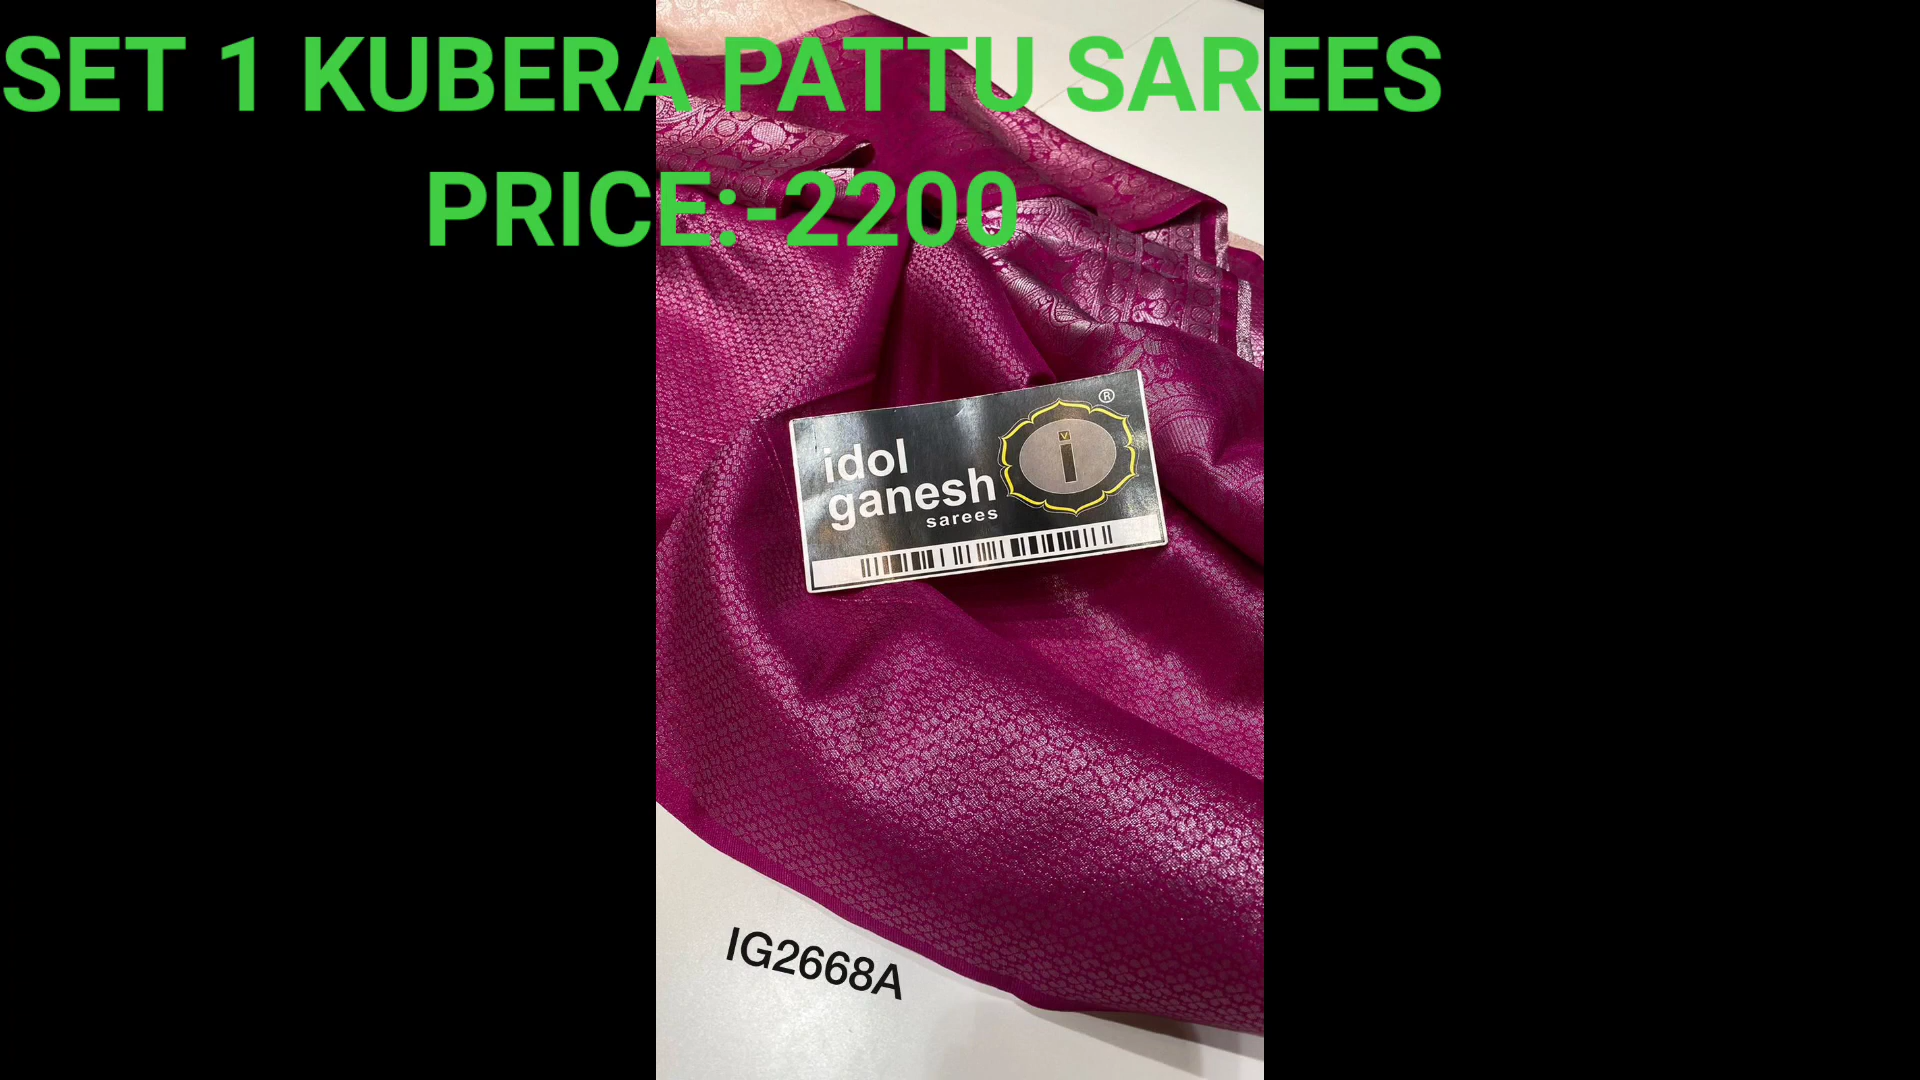 SET 1 KUBERA PATTU SAREES
PRICE:-2200
®
idol
ganesh
sarees
IG2668A